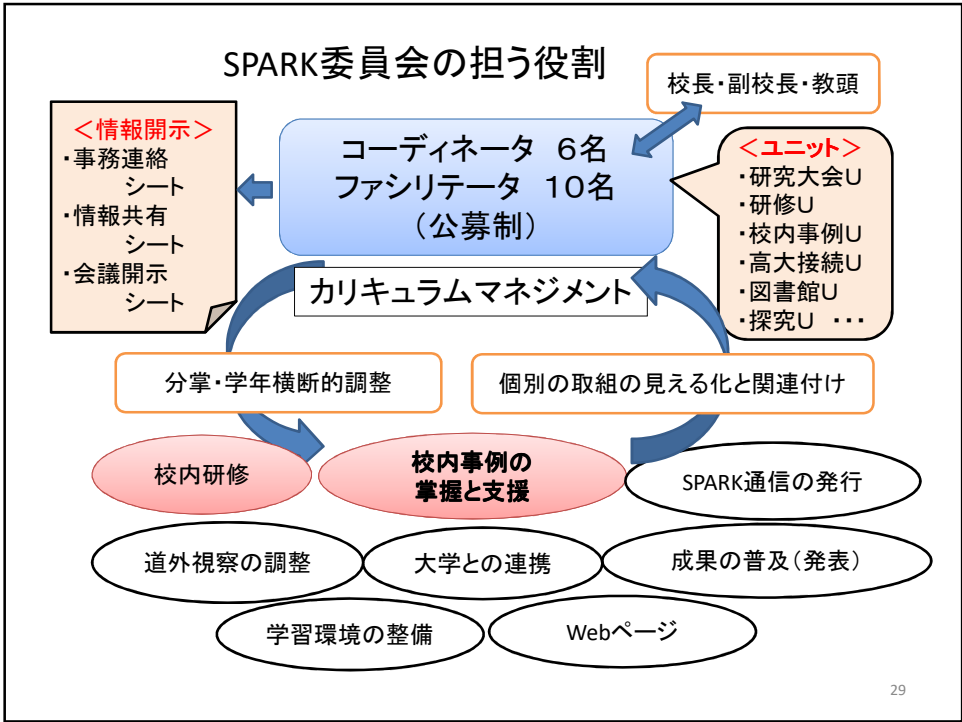 SPARK委員会の担う役割
校長・副校長・教頭
＜情報開示＞
・事務連絡
シート
・情報共有
シート
・会議開示
シート
コーディネータ　６名
ファシリテータ　１０名
（公募制）
＜ユニット＞
・研究大会Ｕ
・研修Ｕ
・校内事例Ｕ
・高大接続Ｕ
・図書館Ｕ
・探究Ｕ　・・・
カリキュラムマネジメント
分掌・学年横断的調整
個別の取組の見える化と関連付け
校内研修
校内事例の
掌握と支援
SPARK通信の発行
道外視察の調整
大学との連携
成果の普及（発表）
学習環境の整備
Webページ
29